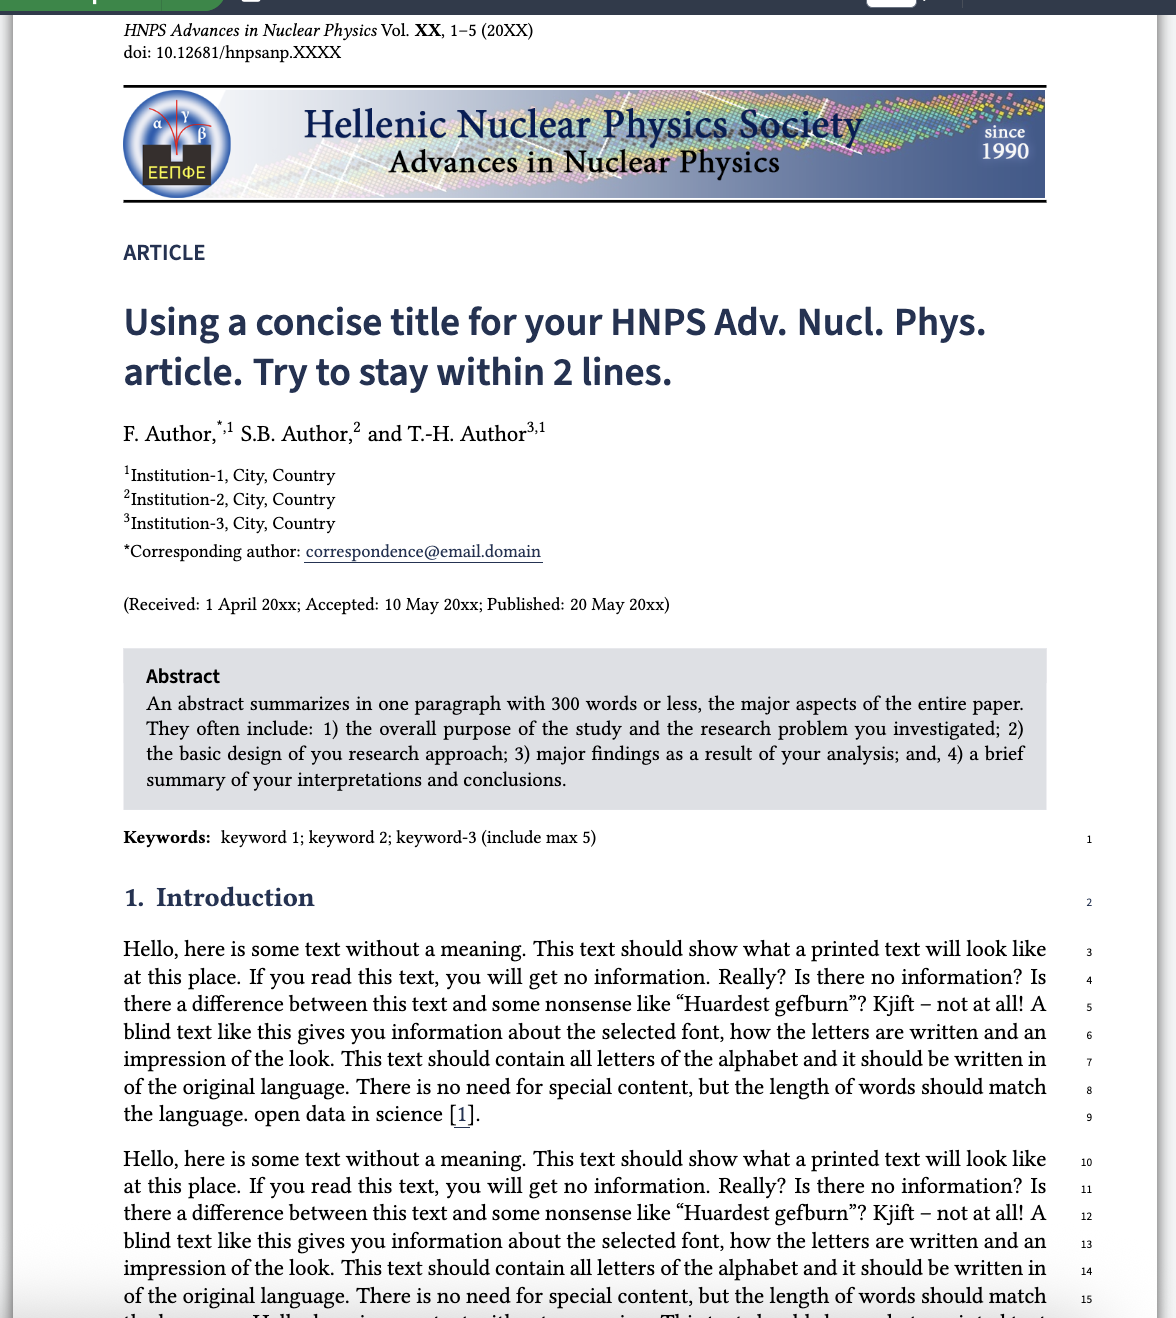 HNPS Advances in Nuclear Physics Vol. XX, 1–5 (20XX)
doi: 10.12681/hnpsanp.XXXX
α γ β
ΕΕΠΦΕ
Hellenic Nuclear Physics Society
Advances in Nuclear Physics
since
1990
ARTICLE
Using a concise title for your HNPS Adv. Nucl. Phys.
article. Try to stay within 2 lines.
F. Author,*,1 S.B. Author,2 and T.-H. Author3,1
1Institution-1, City, Country
2Institution-2, City, Country
3Institution-3, City, Country
*Corresponding author: correspondence@email.domain
(Received: 1 April 20xx; Accepted: 10 May 20xx; Published: 20 May 20xx)
Abstract
An abstract summarizes in one paragraph with 300 words or less, the major aspects of the entire paper.
They often include: 1) the overall purpose of the study and the research problem you investigated; 2)
the basic design of you research approach; 3) major findings as a result of your analysis; and, 4) a brief
summary of your interpretations and conclusions.
Keywords: keyword 1; keyword 2; keyword-3 (include max 5) 1
1. Introduction 2
Hello, here is some text without a meaning. This text should show what a printed text will look like 3
at this place. If you read this text, you will get no information. Really? Is there no information? Is 4
there a difference between this text and some nonsense like “Huardest gefburn”? Kjift – not at all! A 5
blind text like this gives you information about the selected font, how the letters are written and an 6
impression of the look. This text should contain all letters of the alphabet and it should be written in 7
of the original language. There is no need for special content, but the length of words should match 8
the language. open data in science [1]. 9
Hello, here is some text without a meaning. This text should show what a printed text will look like 10
at this place. If you read this text, you will get no information. Really? Is there no information? Is 11
there a difference between this text and some nonsense like “Huardest gefburn”? Kjift – not at all! A 12
blind text like this gives you information about the selected font, how the letters are written and an 13
impression of the look. This text should contain all letters of the alphabet and it should be written in 14
of the original language. There is no need for special content, but the length of words should match 15